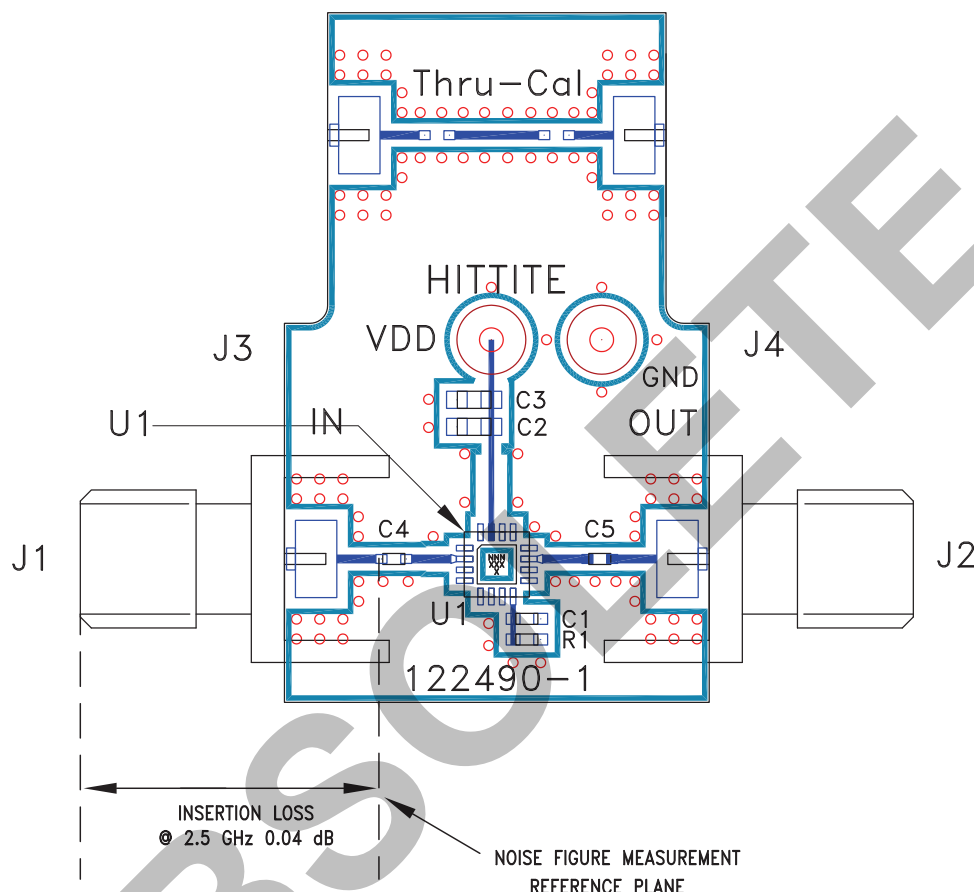 Thru-Cal
HITTITE
J3
VDD
J4
GND
C3
C2
U1
IN
OUT
C4
C5
J1
J2
NNN
XX
X
U1
C1
R1
122490-1
INSERTION LOSS
@ 2.5 GHz 0.04 dB
NOISE FIGURE MEASUREMENT
REFERENCE PLANE
OBSOLETE